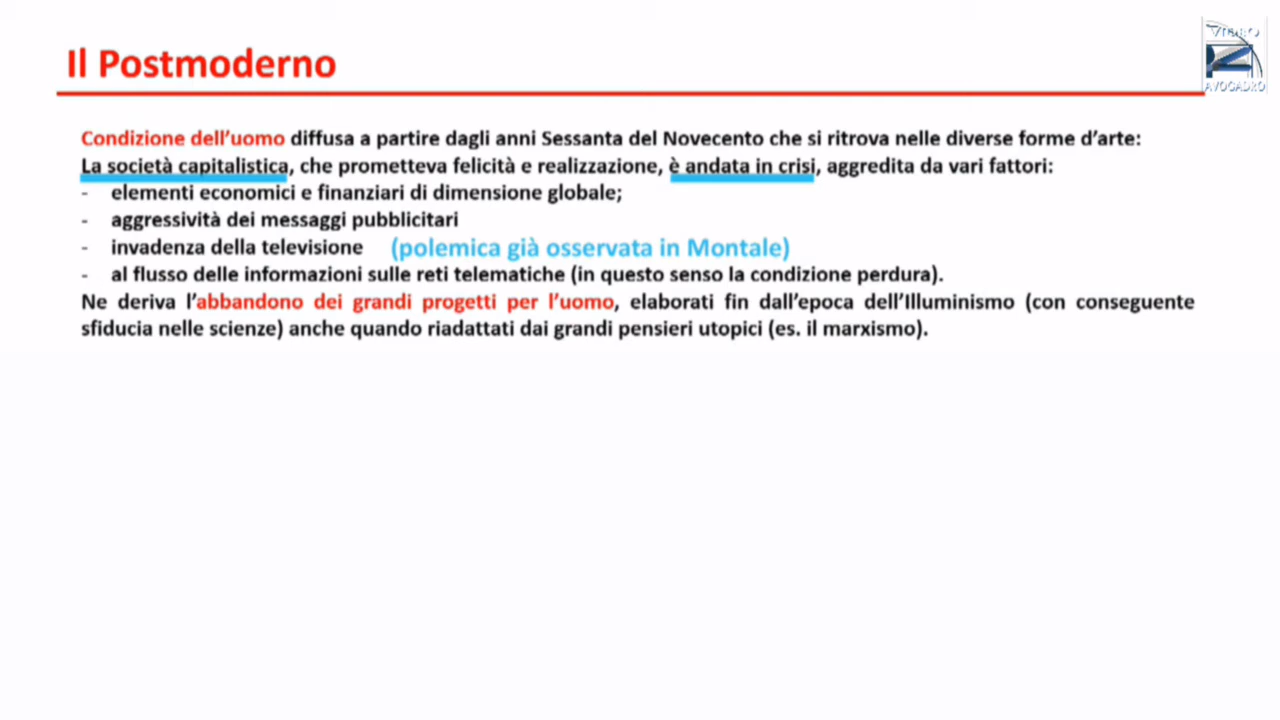 Il Postmoderno
VIDEO
AVOGADRO
Condizione dell'uomo diffusa a partire dagli anni Sessanta del Novecento che si ritrova nelle diverse forme d'arte:
La società capitalistica, che prometteva felicità e realizzazione, è andata in crisi, aggredita da vari fattori:
- elementi economici e finanziari di dimensione globale;
- aggressività dei messaggi pubblicitari
- invadenza della televisione (polemica già osservata in Montale)
- al flusso delle informazioni sulle reti telematiche (in questo senso la condizione perdura).
Ne deriva l'abbandono dei grandi progetti per l'uomo, elaborati fin dall'epoca dell'Illuminismo (con conseguente
sfiducia nelle scienze) anche quando riadattati dai grandi pensieri utopici (es. il marxismo).